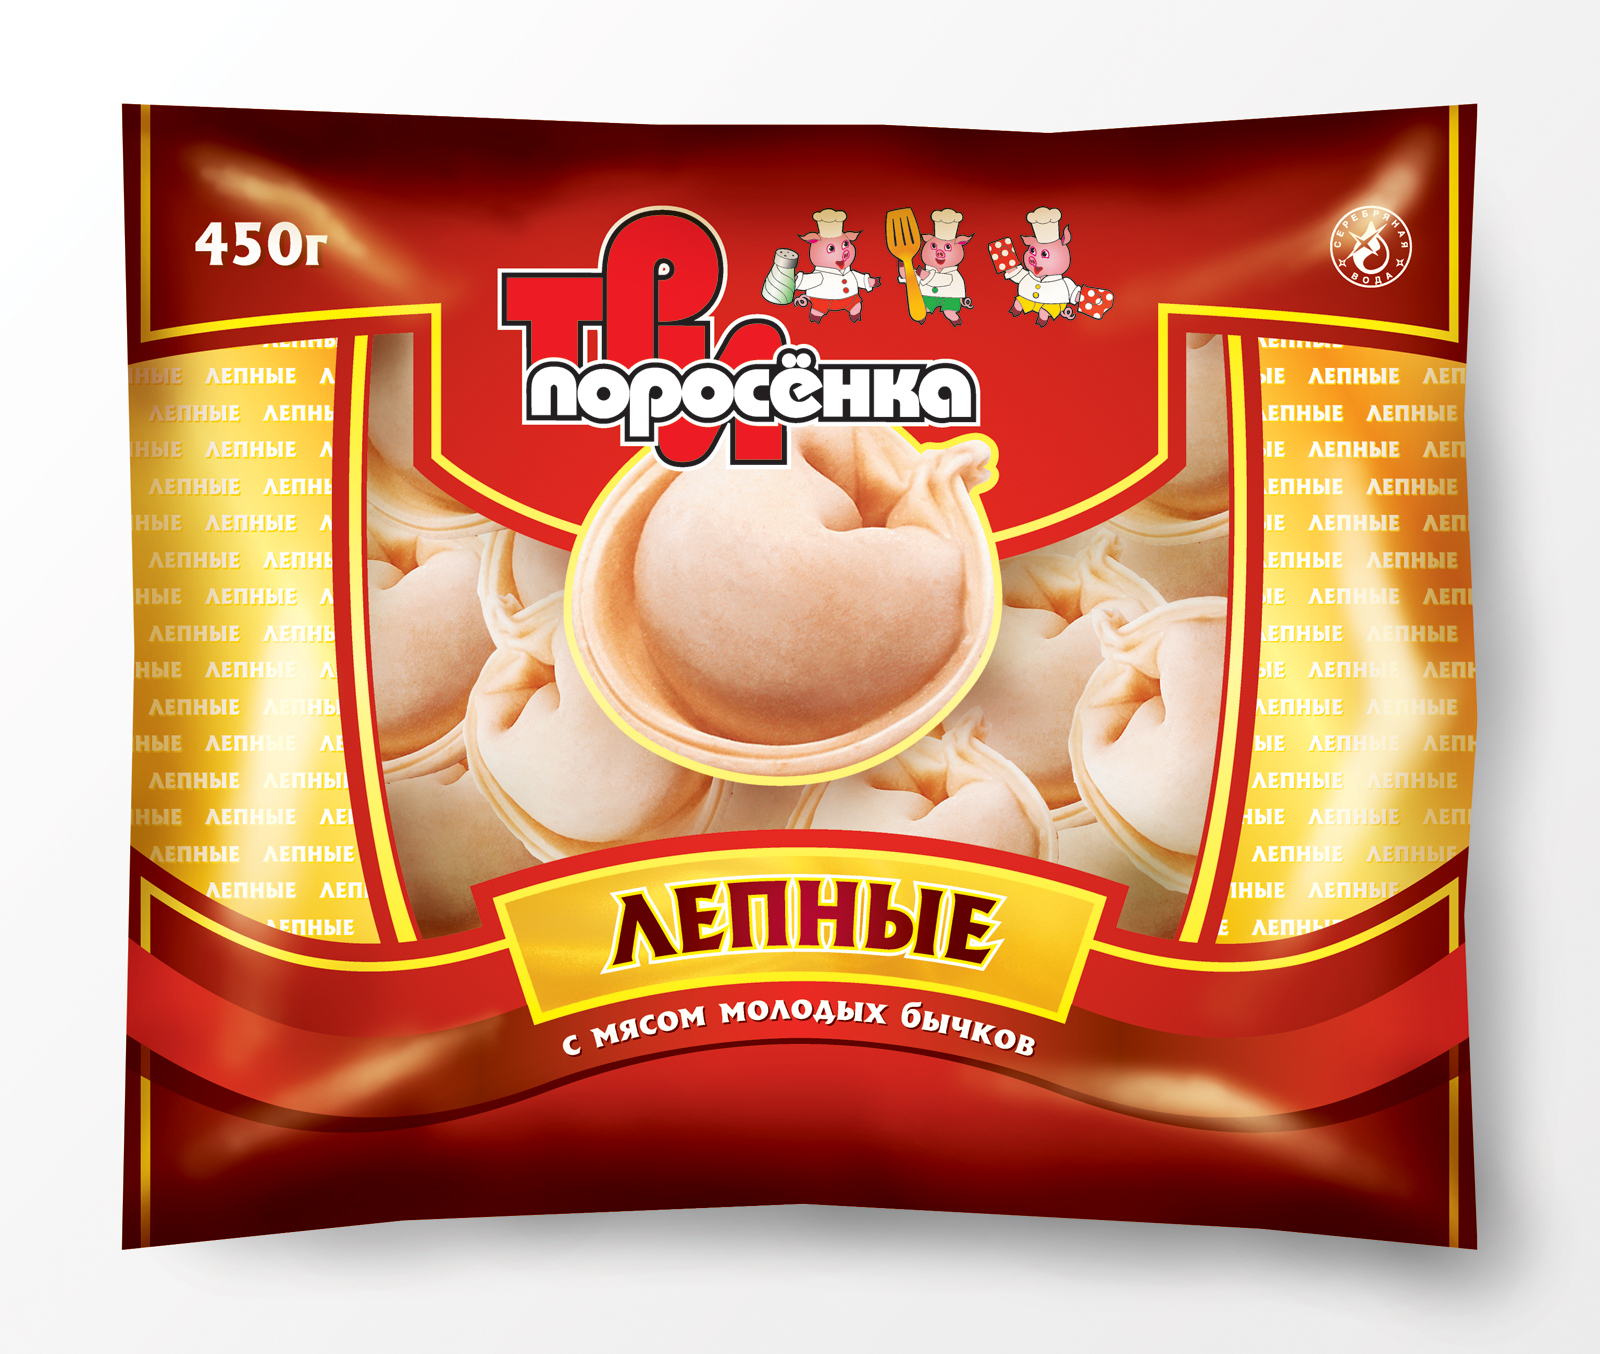 450г
ТРИ
поросёнка
СЕРЕБРЯНАЯ
ВОДА
ЛЕПНЫЕ
с мясом молодых бычков